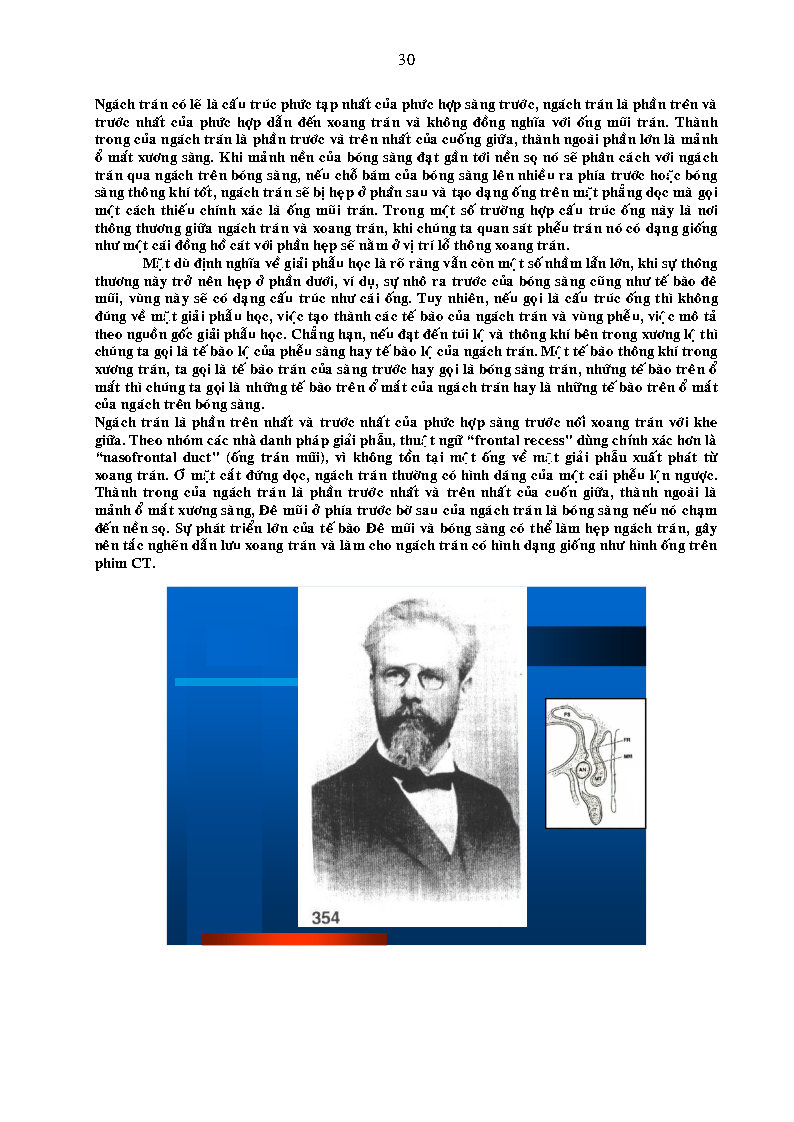 30
Ngách trán có lẽ là cấu trúc phức tạp nhất của phức hợp sàng trước, ngách trán là phần trên và
trước nhất của phức hợp dẫn đến xoang trán và không đồng nghĩa với ống mũi trán. Thành
trong của ngách trán là phần trước và trên nhất của cuống giữa, thành ngoài phần lớn là mảnh
ổ mắt xương sàng. Khi mảnh nền của bóng sàng đạt gần tới nền sọ nó sẽ phân cách với ngách
trán qua ngách trên bóng sàng, nếu chỗ bám của bóng sàng lên nhiều ra phía trước hoặc bóng
sàng thông khí tốt, ngách trán sẽ bị hẹp ở phần sau và tạo dạng ống trên mặt phẳng dọc mà gọi
một cách thiếu chính xác là ống mũi trán. Trong một số trường hợp cấu trúc ống này là nơi
thông thương giữa ngách trán và xoang trán, khi chúng ta quan sát phễu trán nó có dạng giống
như một cái đồng hồ cát với phần hẹp sẽ nằm ở vị trí lỗ thông xoang trán.
Mặt dù định nghĩa về giải phẫu học là rõ ràng vẫn còn một số nhầm lẫn lớn, khi sự thông
thương này trở nên hẹp ở phần dưới, ví dụ, sự nhô ra trước của bóng sàng cũng như tế bào đê
mũi, vùng này sẽ có dạng cấu trúc như cái ống. Tuy nhiên, nếu gọi là cấu trúc ống thì không
đúng về mặt giải phẫu học, việc tạo thành các tế bào của ngách trán và vùng phễu, việc mô tả
theo nguồn gốc giải phẫu học. Chẳng hạn, nếu đạt đến túi lệ và thông khí bên trong xương lệ thì
chúng ta gọi là tế bào lệ của phễu sàng hay tế bào lệ của ngách trán. Một tế bào thông khí trong
xương trán, ta gọi là tế bào trán của sàng trước hay gọi là bóng sàng trán, những tế bào trên ổ
mắt thì chúng ta gọi là những tế bào trên ổ mắt của ngách trán hay là những tế bào trên ổ mắt
của ngách trên bóng sàng.
Ngách trán là phần trên nhất và trước nhất của phức hợp sàng trước nối xoang trán với khe
giữa. Theo nhóm các nhà danh pháp giải phẫu, thuật ngữ “frontal recess” dùng chính xác hơn là
“nasofrontal duct” (ống trán mũi), vì không tồn tại một ống về mặt giải phẫu xuất phát từ
xoang trán. Ở mặt cắt đứng dọc, ngách trán thường có hình dáng của một cái phễu lộn ngược.
Thành trong của ngách trán là phần trước nhất và trên nhất của cuốn giữa, thành ngoài là
mảnh ổ mắt xương sàng, Đê mũi ở phía trước bờ sau của ngách trán là bóng sàng nếu nó chạm
đến nền sọ. Sự phát triển lớn của tế bào Đê mũi và bóng sàng có thể làm hẹp ngách trán, gây
nên tắc nghẽn dẫn lưu xoang trán và làm cho ngách trán có hình dạng giống như hình ống trên
phim CT.
FS
FR
MR
AN
MT
354